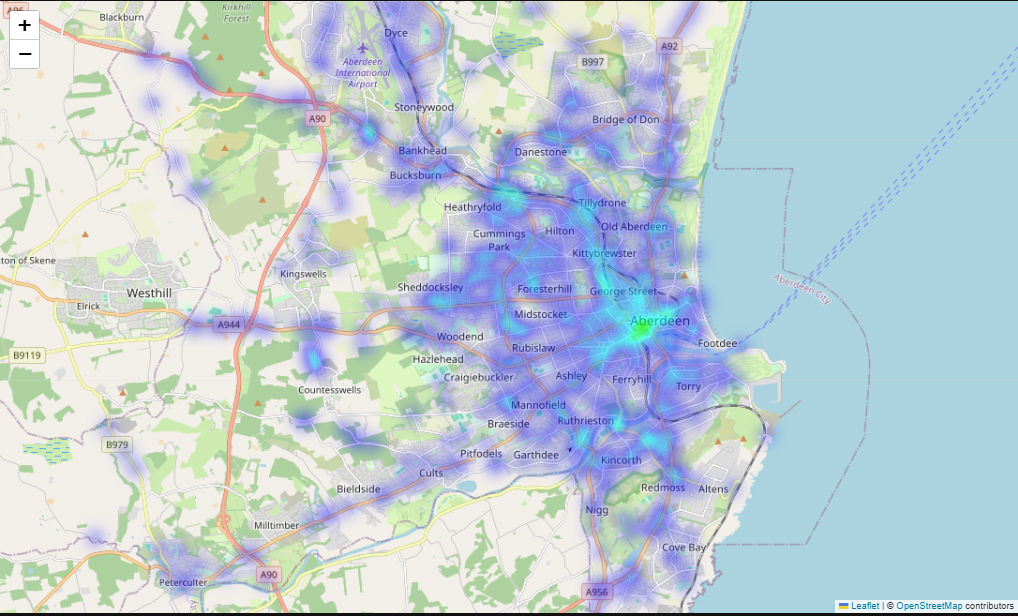 A96
+
−
Blackburn
Kirkhill
Forest
Dyce
A92
Aberdeen
International
Airport
B997
Stoneywood
A90
Bridge of Don
Bankhead
Danestone
Bucksburn
Heathryfold
Tillydrone
Cummings
Park
Hilton
Old Aberdeen
Kittybrewster
ton of Skene
Kingswells
Sheddocksley
Foresterhill
George Street
Aberdeen City
Westhill
Elrick
Midstocket
Aberdeen
A944
Woodend
Rubislaw
Footdee
B9119
Hazlehead
Craigiebuckler
Ashley
Ferryhill
Torry
Countesswells
Mannofield
Braeside
Ruthrieston
B979
Pitfodels
Garthdee
Kincorth
Cults
Bieldside
Redmoss
Altens
Nigg
Milltimber
Cove Bay
Peterculter
A90
A956
Leaflet | © OpenStreetMap contributors